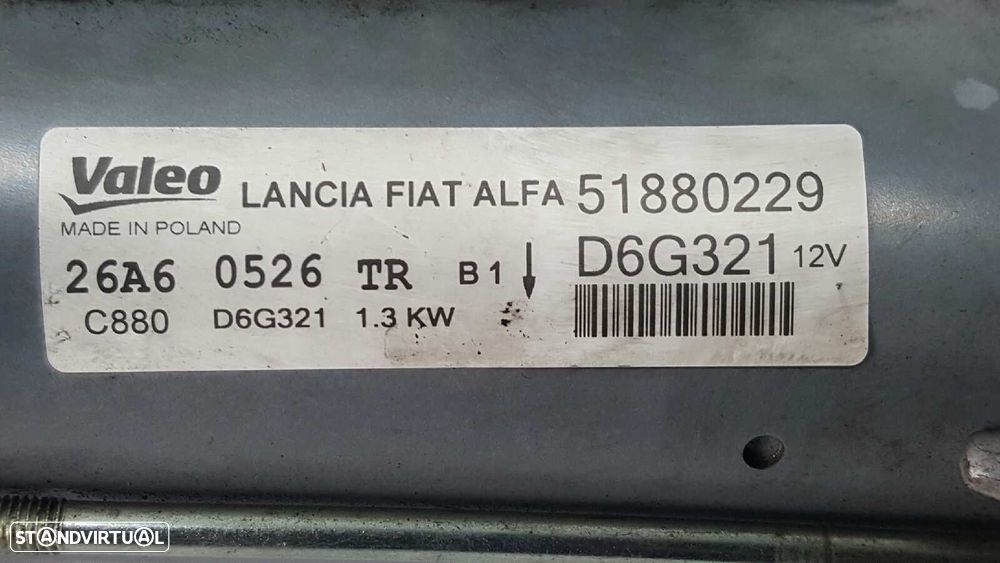 Valeo LANCIA FIAT ALFA 51880229
MADE IN POLAND
D6G321 12V
26A6 0526 TR B1
C880 D6G321 1.3 KW
STANDVIRTUAL